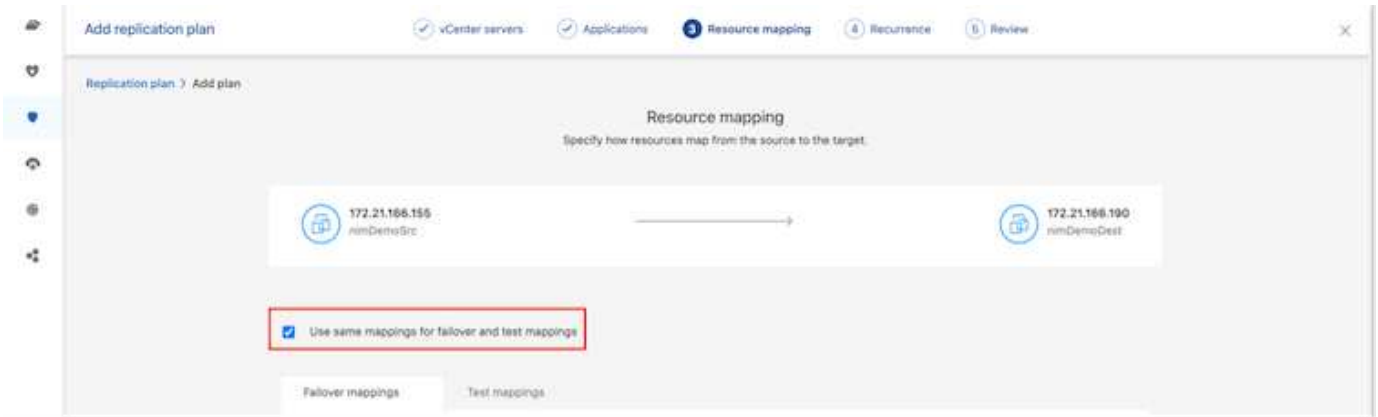 Add replication plan vCenter servers Applications 3 Resource mapping 4 Recurrence 5 Review
Replication plan > Add plan
Resource mapping
Specify how resources map from the source to the target.
172.21.166.155 172.21.166.190
nimDemoSrc nimDemoDest
Use same mappings for failover and test mappings
Failover mappings Test mappings